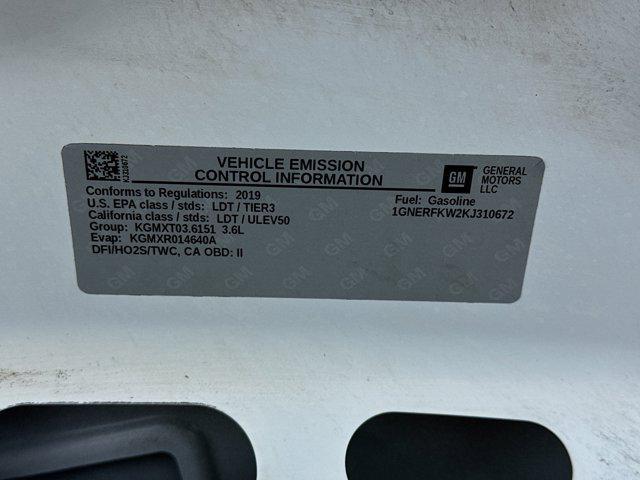 VEHICLE EMISSION
CONTROL INFORMATION
GM
GENERAL
MOTORS
LLC
Conforms to Regulations: 2019
U.S. EPA class / stds: LDT / TIER3
California class / stds: LDT / ULEV50
Group: KGMXT03.6151 3.6L
Evap: KGMXR014640A
DFI/HO2S/TWC, CA OBD: II
Fuel: Gasoline
1GNERFKW2KJ310672
KJ310672